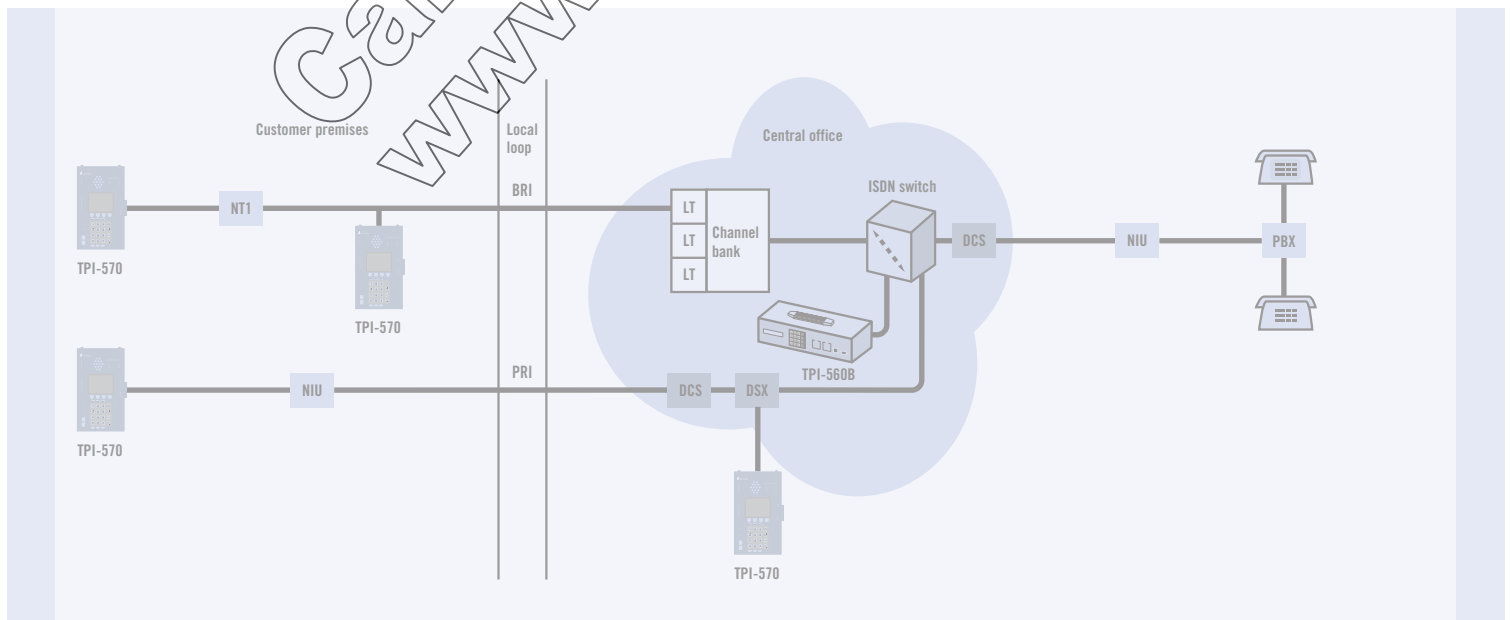 Customer premises
Local
loop
Central office
BRI
ISDN switch
NT1
LT
LT
LT
Channel
bank
DCS
NIU
PBX
TPI-570
TPI-570
TPI-560B
PRI
NIU
DCS
DSX
TPI-570
TPI-570